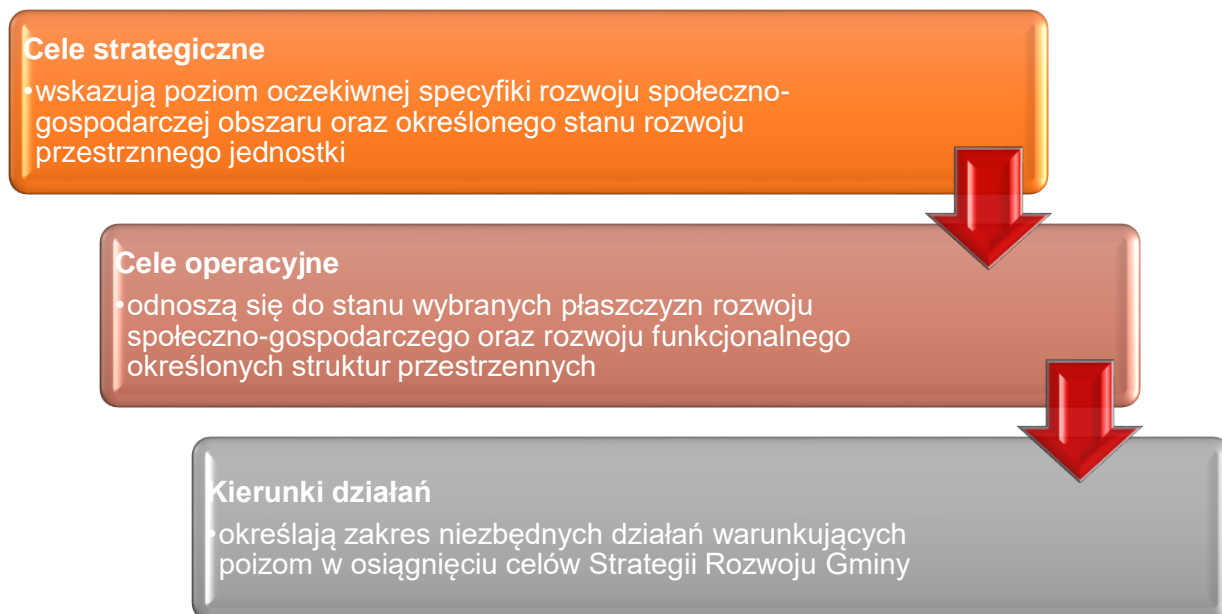 Cele strategiczne
•wskazują poziom oczekiwnej specyfiki rozwoju społeczno-
gospodarczej obszaru oraz określonego stanu rozwoju
przestrznnego jednostki
Cele operacyjne
•odnoszą się do stanu wybranych płaszczyzn rozwoju
społeczno-gospodarczego oraz rozwoju funkcjonalnego
określonych struktur przestrzennych
Kierunki działań
•określają zakres niezbędnych działań warunkujących
poizom w osiągnięciu celów Strategii Rozwoju Gminy